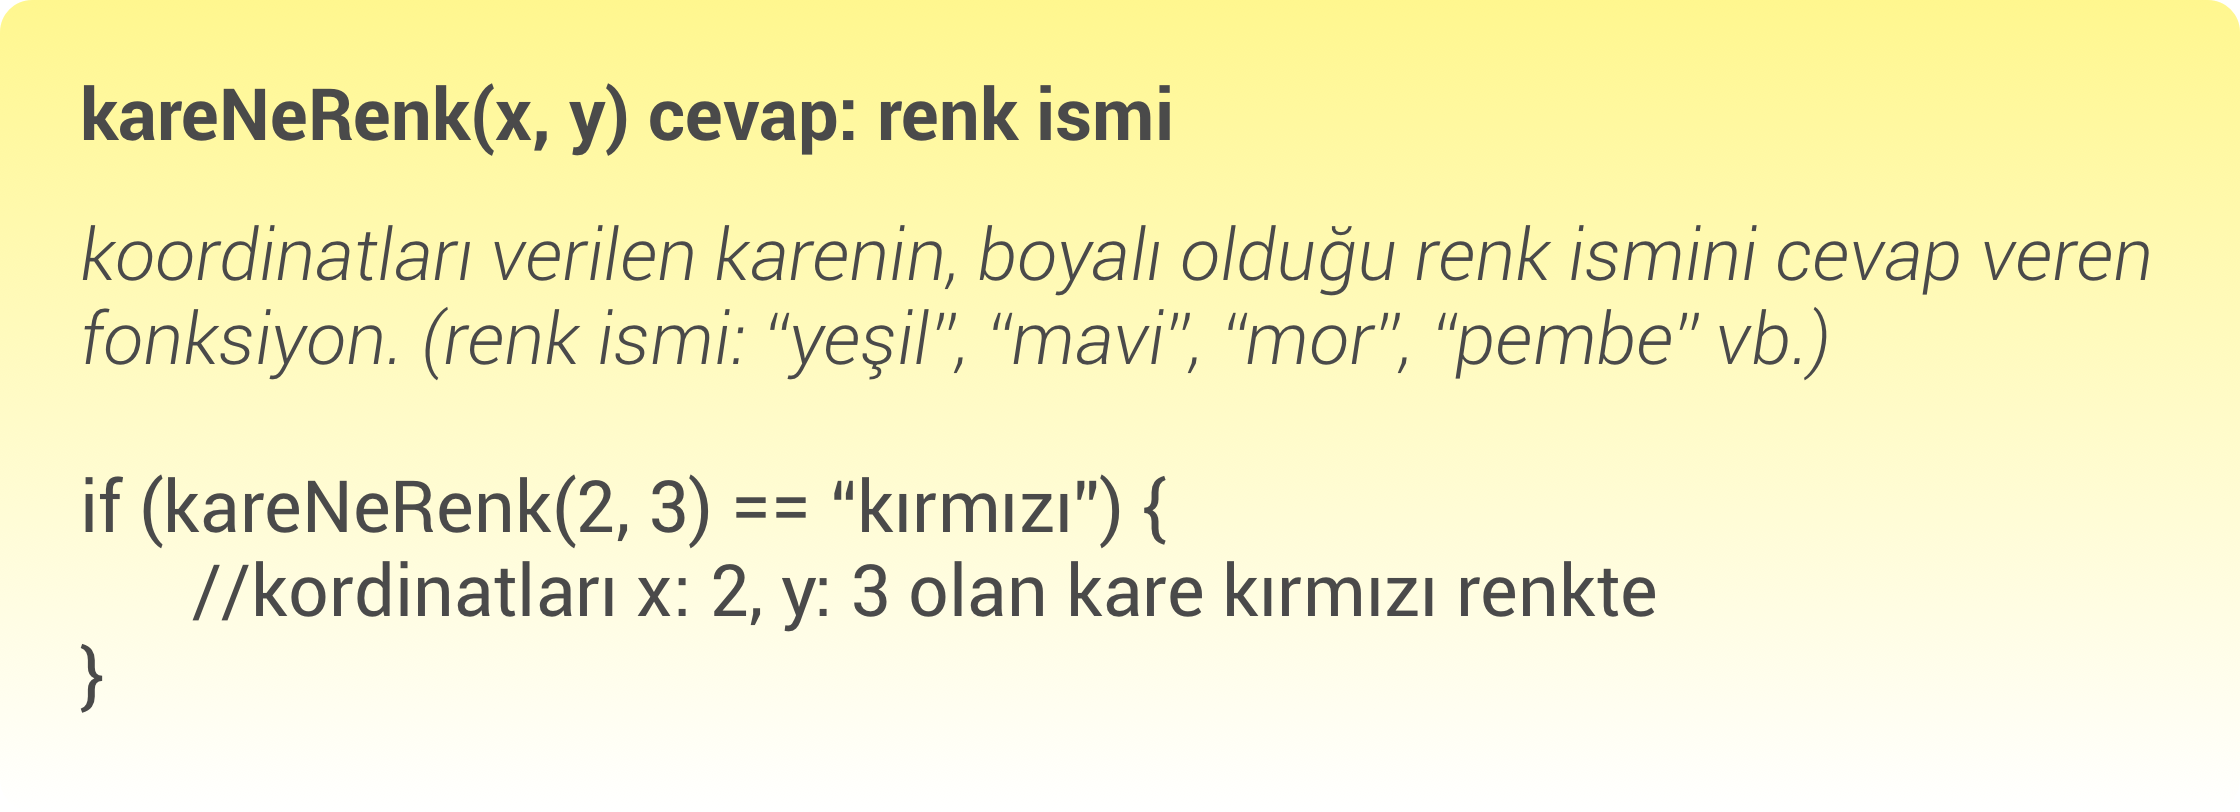 kareNeRenk(x, y) cevap: renk ismi
koordinatları verilen karenin, boyalı olduğu renk ismini cevap veren
fonksiyon. (renk ismi: “yeşil”, “mavi”, “mor”, “pembe” vb.)
if (kareNeRenk(2, 3) == “kırmızı”) {
//kordinatları x: 2, y: 3 olan kare kırmızı renkte
}